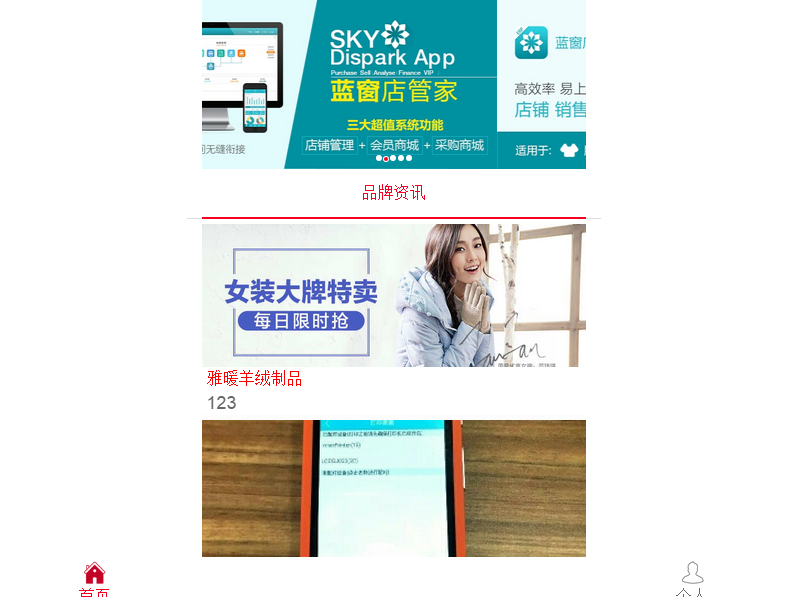 SKY
Dispark App
Purchase Sell Analyse Finance VIP
蓝窗店管家
三大超值系统功能
店铺管理 + 会员商城 + 采购商城
间无缝衔接
蓝窗
高效率 易上
店铺 销售
适用于:
品牌资讯
女装大牌特卖
每日限时抢
雅暖羊绒制品
123
首页
个人